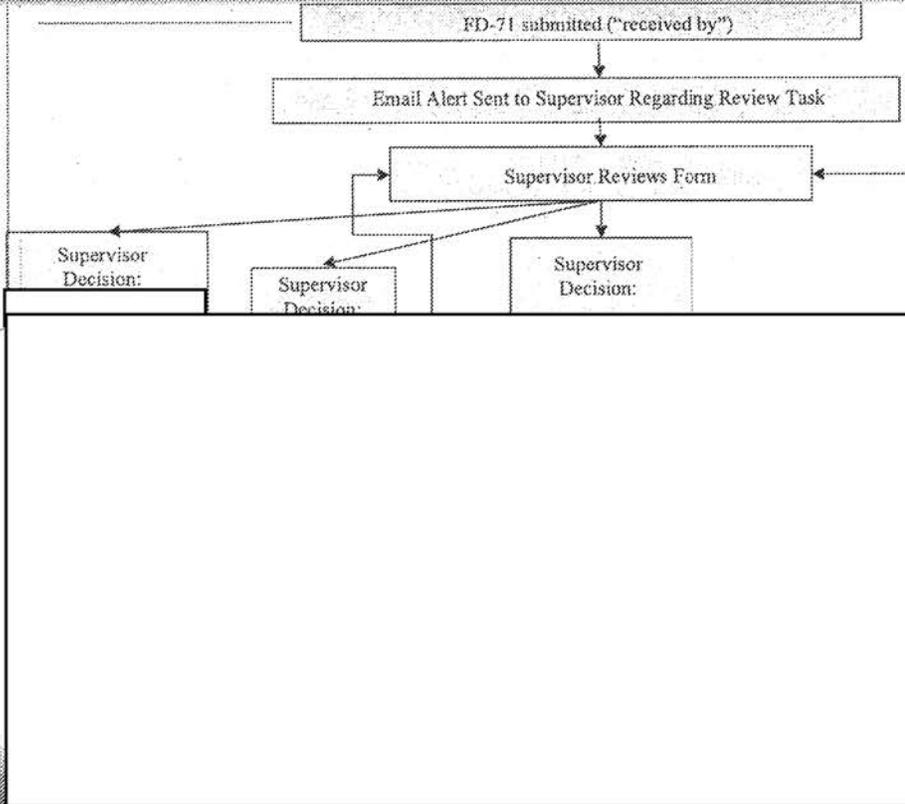 FD-71 submitted (“received by”)
Email Alert Sent to Supervisor Regarding Review Task
Supervisor Reviews Form
Supervisor
Decision:
Supervisor
Decision:
Supervisor
Decision: